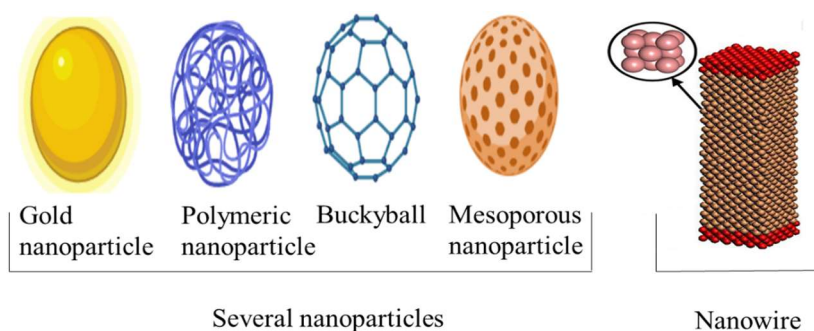 Gold
nanoparticle
Polymeric
nanoparticle
Buckyball
Mesoporous
nanoparticle
Several nanoparticles
Nanowire